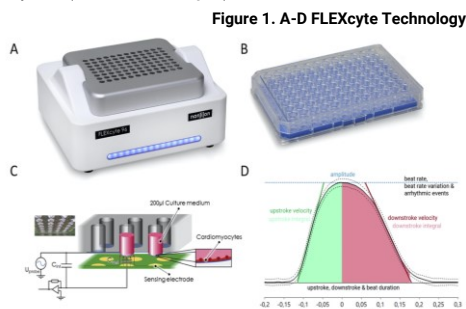 Figure 1. A-D FLEXcyte Technology
A
B
FLEXcyte 96
nanion
C
200µl Culture medium
Cardiomyocytes
Sensing electrode
D
amplitude
beat rate,
beat rate variation &
arrhythmic events
upstroke velocity
upstroke integral
downstroke velocity
downstroke integral
upstroke, downstroke & beat duration
-0,2 -0,15 -0,1 -0,05 0 0,05 0,1 0,15 0,2 0,25 0,3